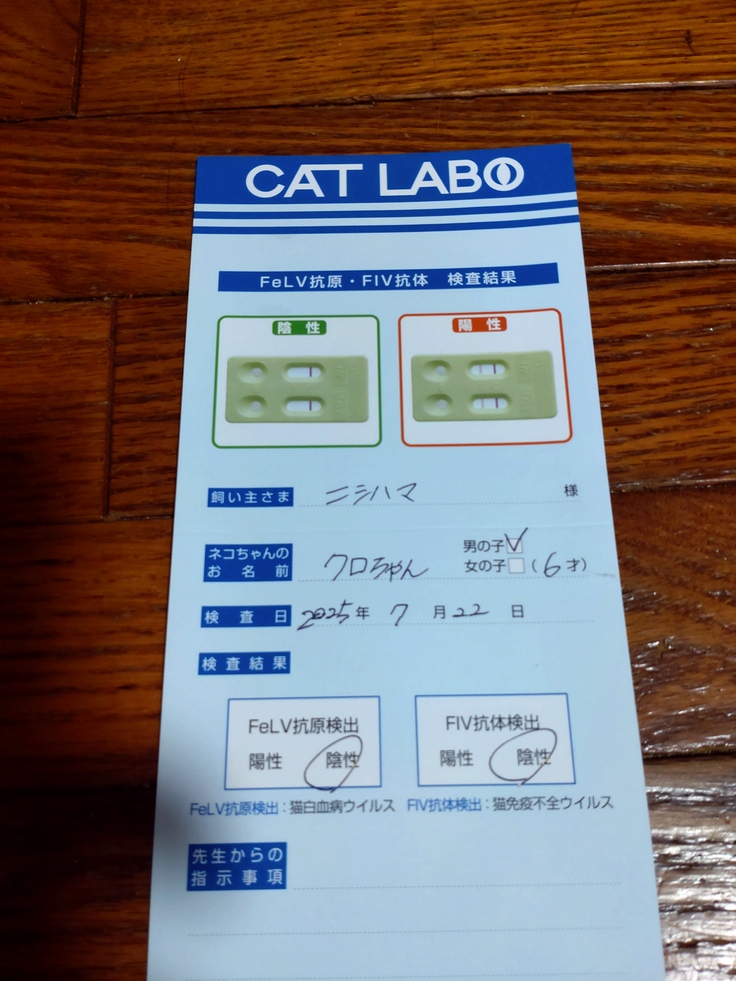 CAT LABO
FeLV抗原・FIV抗体 検査結果
陰性 陽性
飼い主さま ニシハマ 様
ネコちゃんの お名前 クロちゃん 男の子☑ 女の子□ (6才)
検査日 2025年 7月22日
検査結果
FeLV抗原検出 FIV抗体検出
陽性 陰性 陽性 陰性
FeLV抗原検出:猫白血病ウイルス FIV抗体検出:猫免疫不全ウイルス
先生からの
指示事項